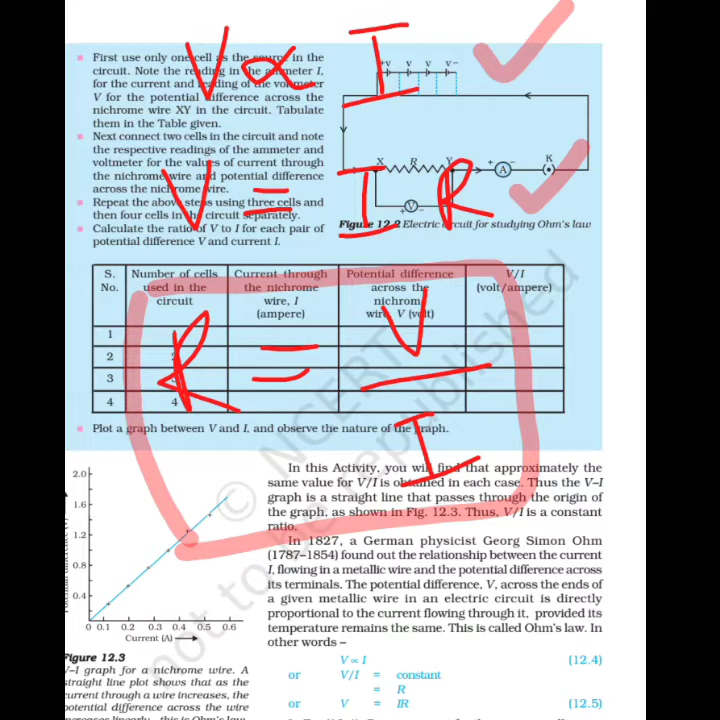 First use only one cell as the source in the
circuit. Note the reading in the ammeter I,
for the current and reading of the voltmeter
V for the potential difference across the
nichrome wire XY in the circuit. Tabulate
them in the Table given.
Next connect two cells in the circuit and note
the respective readings of the ammeter and
voltmeter for the values of current through
the nichrome wire and potential difference
across the nichrome wire.
Repeat the above steps using three cells and
then four cells in the circuit separately.
Calculate the ratio of V to I for each pair of
potential difference V and current I.
V ∝ I
V = I R
+v v v v−
X R Y + A − K
+ V −
Figure 12.2 Electric circuit for studying Ohm's law
S. No. Number of cells used in the circuit Current through the nichrome wire, I (ampere) Potential difference across the nichrome wire, V (volt) V/I (volt/ampere)
1 1
2 2
3 3
4 4
R = V / I
Plot a graph between V and I, and observe the nature of the graph.
© NCERT
not to be republished
2.0
1.6
1.2
0.8
0.4
0 0.1 0.2 0.3 0.4 0.5 0.6
Current (A)
Figure 12.3
V–I graph for a nichrome wire. A
straight line plot shows that as the
current through a wire increases, the
potential difference across the wire
increases linearly – this is Ohm's law.
In this Activity, you will find that approximately the
same value for V/I is obtained in each case. Thus the V–I
graph is a straight line that passes through the origin of
the graph, as shown in Fig. 12.3. Thus, V/I is a constant
ratio.
In 1827, a German physicist Georg Simon Ohm
(1787–1854) found out the relationship between the current
I, flowing in a metallic wire and the potential difference across
its terminals. The potential difference, V, across the ends of
a given metallic wire in an electric circuit is directly
proportional to the current flowing through it, provided its
temperature remains the same. This is called Ohm's law. In
other words –
V ∝ I (12.4)
or V/I = constant
= R
or V = IR (12.5)